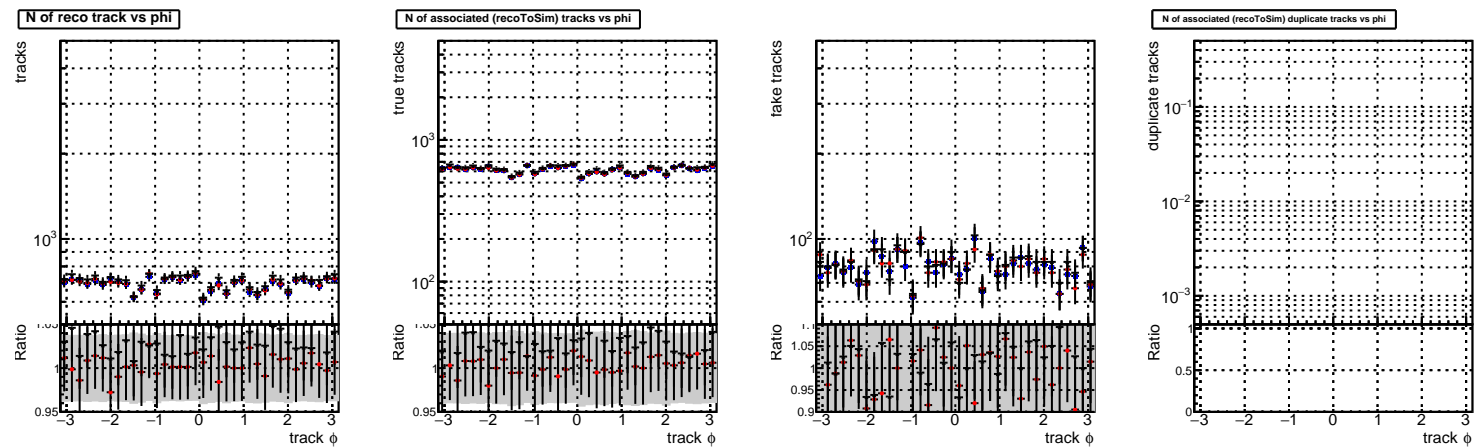 N of reco track vs phi
tracks
10³
Ratio
1.05
1
0.95
−3 −2 −1 0 1 2 3
track ϕ
N of associated (recoToSim) tracks vs phi
true tracks
10³
10²
Ratio
1.05
1
0.95
−3 −2 −1 0 1 2 3
track ϕ
fake tracks
10²
Ratio
1.1
1.05
1
0.95
0.9
−3 −2 −1 0 1 2 3
track ϕ
N of associated (recoToSim) duplicate tracks vs phi
duplicate tracks
10⁻¹
10⁻²
10⁻³
Ratio
1
0.5
0
−3 −2 −1 0 1 2 3
track ϕ